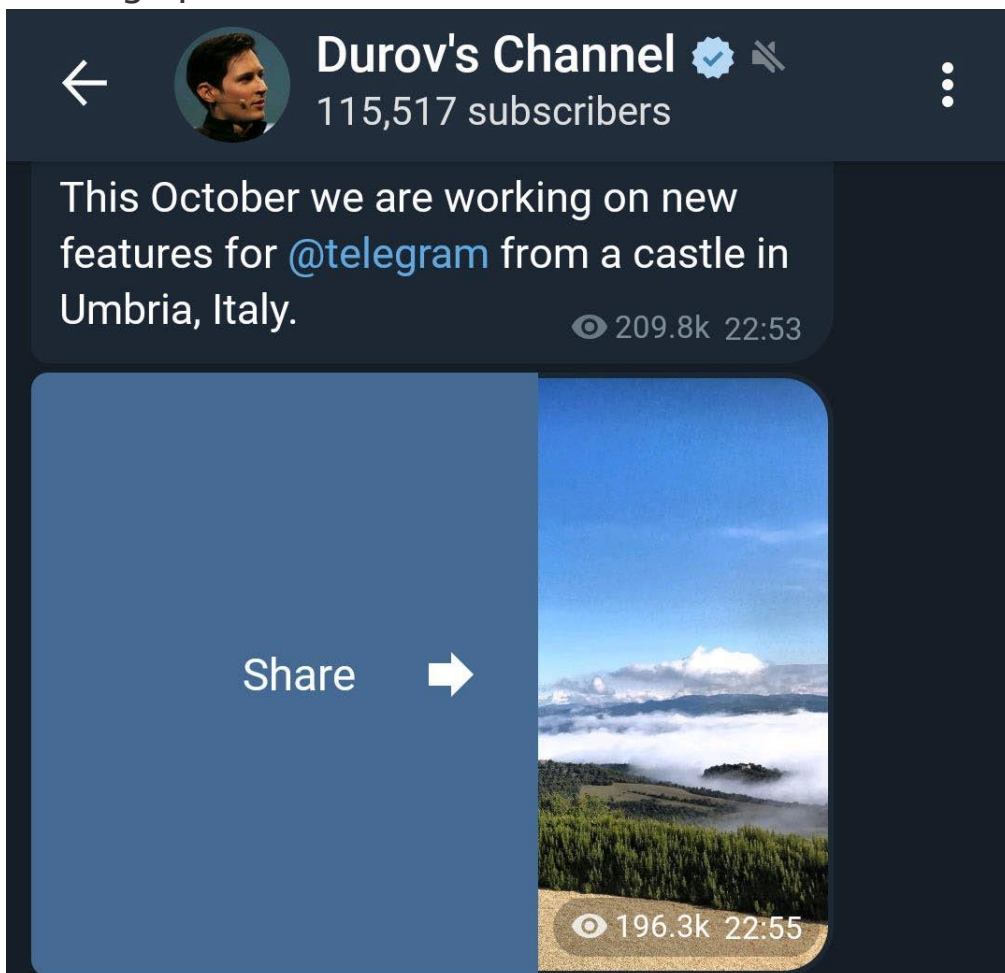 Durov's Channel
115,517 subscribers
This October we are working on new
features for @telegram from a castle in
Umbria, Italy.
209.8k 22:53
Share
196.3k 22:55